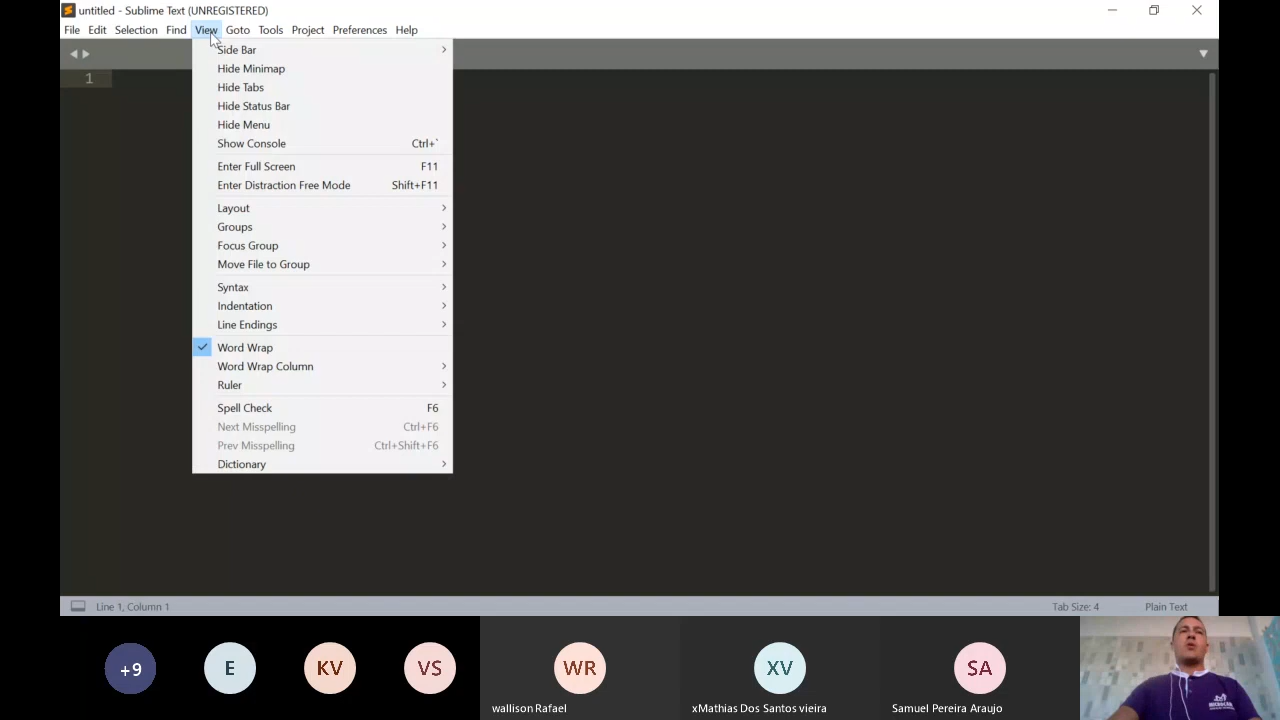 untitled - Sublime Text (UNREGISTERED)
File Edit Selection Find View Goto Tools Project Preferences Help
1
Side Bar
Hide Minimap
Hide Tabs
Hide Status Bar
Hide Menu
Show Console Ctrl+`
Enter Full Screen F11
Enter Distraction Free Mode Shift+F11
Layout
Groups
Focus Group
Move File to Group
Syntax
Indentation
Line Endings
Word Wrap
Word Wrap Column
Ruler
Spell Check F6
Next Misspelling Ctrl+F6
Prev Misspelling Ctrl+Shift+F6
Dictionary
Line 1, Column 1 Tab Size: 4 Plain Text
+9 E KV VS WR XV SA
wallison Rafael xMathias Dos Santos vieira Samuel Pereira Araujo